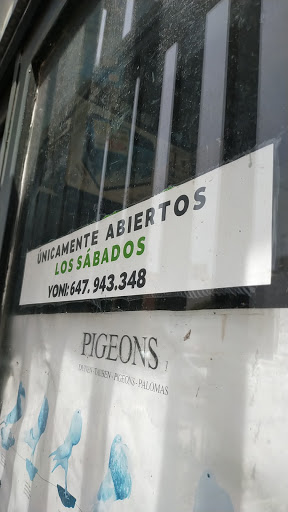 ÚNICAMENTE ABIERTOS
LOS SÁBADOS
YONI: 647.943.348
PIGEONS
DUIVEN-TAUBEN-PIGEONS-PALOMAS